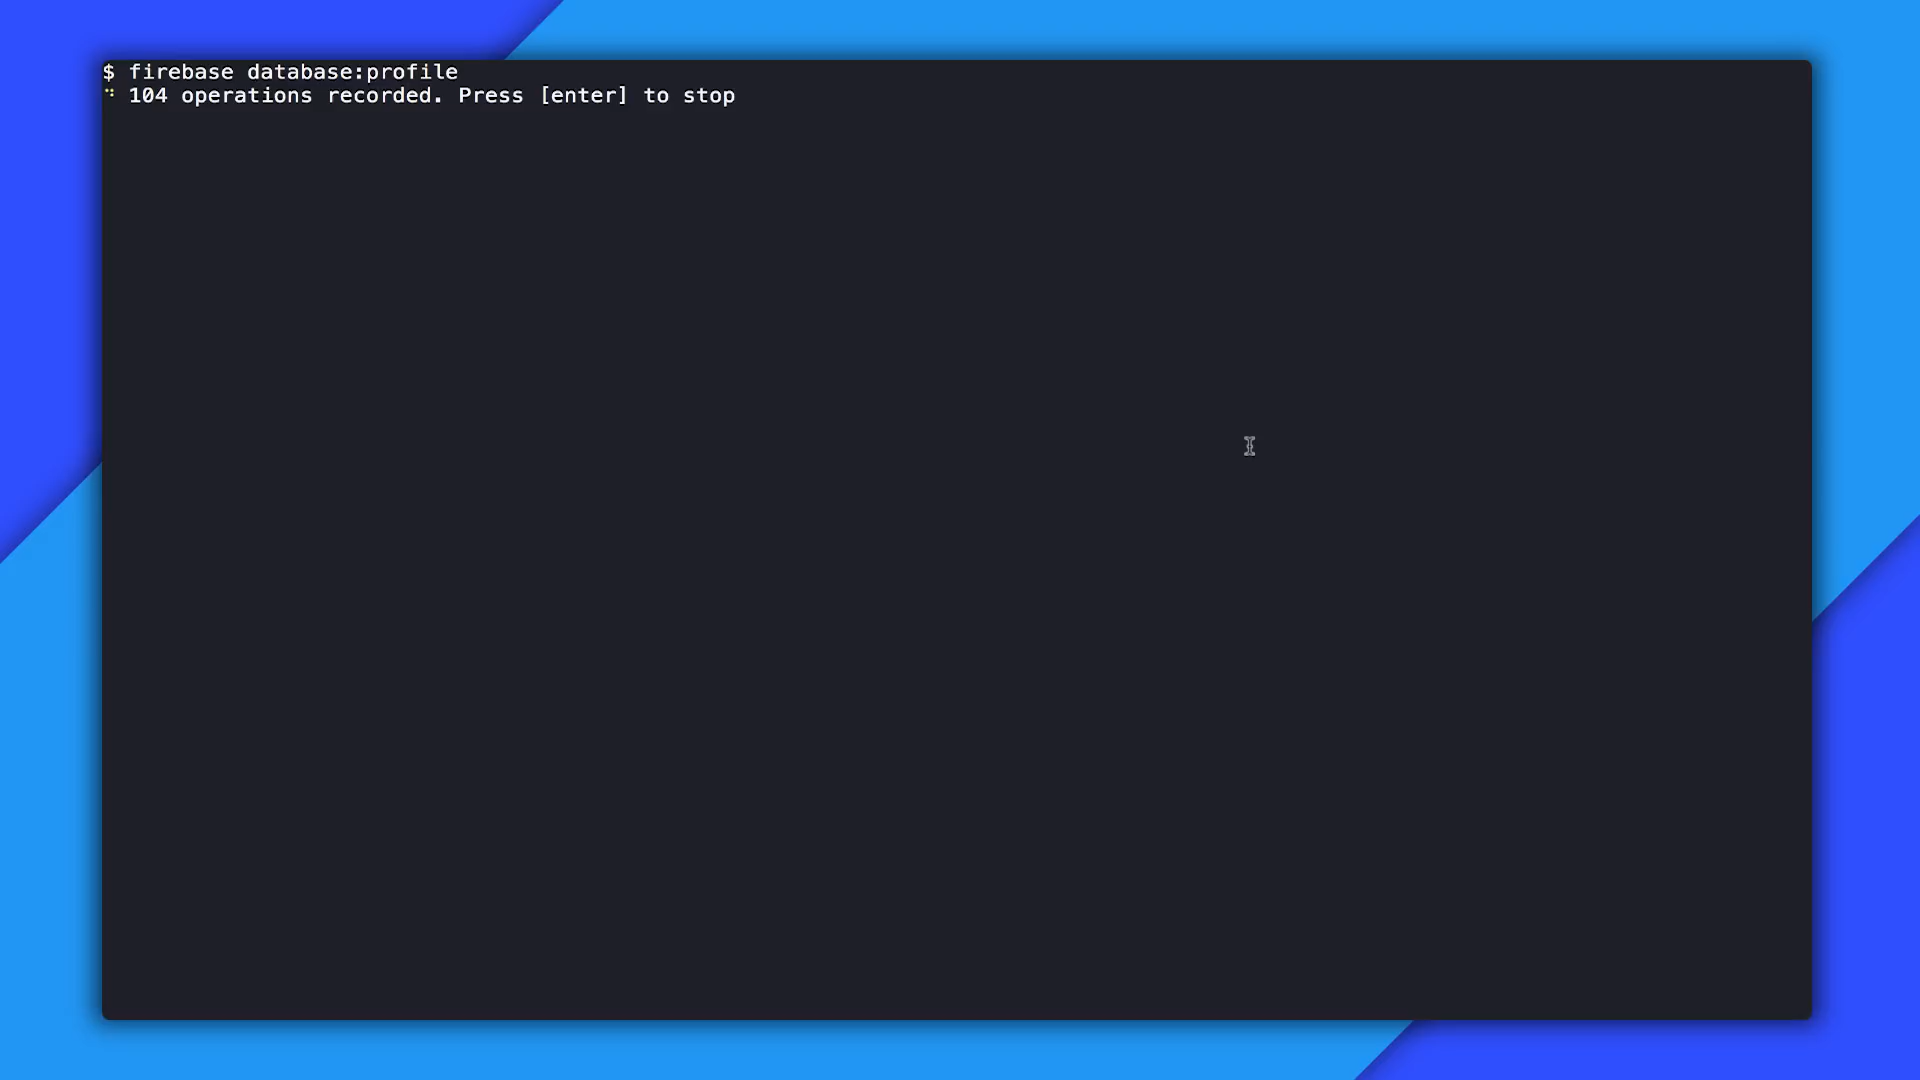 $ firebase database:profile
104 operations recorded. Press [enter] to stop